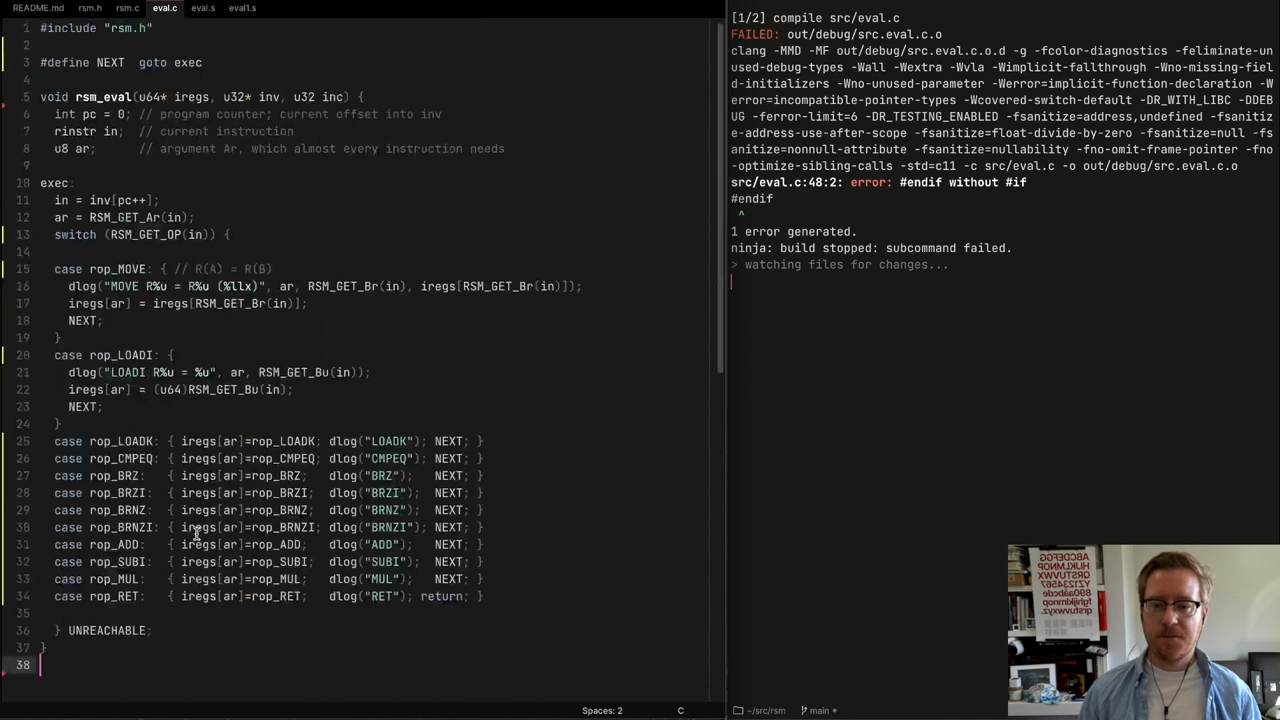 README.md rsm.h rsm.c eval.c eval.s eval1.s
1 #include "rsm.h"
2
3 #define NEXT  goto exec
4
5 void rsm_eval(u64* iregs, u32* inv, u32 inc) {
6   int pc = 0; // program counter; current offset into inv
7   rinstr in;  // current instruction
8   u8 ar;      // argument Ar, which almost every instruction needs
9
10 exec:
11   in = inv[pc++];
12   ar = RSM_GET_Ar(in);
13   switch (RSM_GET_OP(in)) {
14
15   case rop_MOVE: { // R(A) = R(B)
16     dlog("MOVE R%u = R%u (%llx)", ar, RSM_GET_Br(in), iregs[RSM_GET_Br(in)]);
17     iregs[ar] = iregs[RSM_GET_Br(in)];
18     NEXT;
19   }
20   case rop_LOADI: {
21     dlog("LOADI R%u = %u", ar, RSM_GET_Bu(in));
22     iregs[ar] = (u64)RSM_GET_Bu(in);
23     NEXT;
24   }
25   case rop_LOADK: { iregs[ar]=rop_LOADK; dlog("LOADK"); NEXT; }
26   case rop_CMPEQ: { iregs[ar]=rop_CMPEQ; dlog("CMPEQ"); NEXT; }
27   case rop_BRZ:   { iregs[ar]=rop_BRZ;   dlog("BRZ");   NEXT; }
28   case rop_BRZI:  { iregs[ar]=rop_BRZI;  dlog("BRZI");  NEXT; }
29   case rop_BRNZ:  { iregs[ar]=rop_BRNZ;  dlog("BRNZ");  NEXT; }
30   case rop_BRNZI: { iregs[ar]=rop_BRNZI; dlog("BRNZI"); NEXT; }
31   case rop_ADD:   { iregs[ar]=rop_ADD;   dlog("ADD");   NEXT; }
32   case rop_SUBI:  { iregs[ar]=rop_SUBI;  dlog("SUBI");  NEXT; }
33   case rop_MUL:   { iregs[ar]=rop_MUL;   dlog("MUL");   NEXT; }
34   case rop_RET:   { iregs[ar]=rop_RET;   dlog("RET"); return; }
35
36   } UNREACHABLE;
37 }
38
Spaces: 2 C
[1/2] compile src/eval.c
FAILED: out/debug/src.eval.c.o
clang -MMD -MF out/debug/src.eval.c.o.d -g -fcolor-diagnostics -feliminate-un
used-debug-types -Wall -Wextra -Wvla -Wimplicit-fallthrough -Wno-missing-fiel
d-initializers -Wno-unused-parameter -Werror=implicit-function-declaration -W
error=incompatible-pointer-types -Wcovered-switch-default -DR_WITH_LIBC -DDEB
UG -ferror-limit=6 -DR_TESTING_ENABLED -fsanitize=address,undefined -fsanitiz
e-address-use-after-scope -fsanitize=float-divide-by-zero -fsanitize=null -fs
anitize=nonnull-attribute -fsanitize=nullability -fno-omit-frame-pointer -fno
-optimize-sibling-calls -std=c11 -c src/eval.c -o out/debug/src.eval.c.o
src/eval.c:48:2: error: #endif without #if
#endif
^
1 error generated.
ninja: build stopped: subcommand failed.
> watching files for changes...
ABCDEFGH
~/src/rsm main